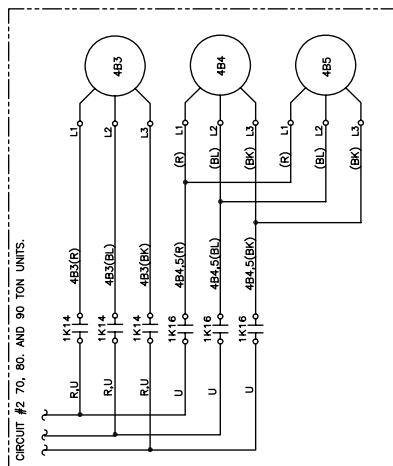 CIRCUIT #2 70, 80. AND 90 TON UNITS.
4B3
4B4
4B5
L1
L2
L3
L1
L2
L3
L1
L2
L3
(R)
(BL)
(BK)
(R)
(BL)
(BK)
4B3(R)
4B3(BL)
4B3(BK)
4B4,5(R)
4B4,5(BL)
4B4,5(BK)
1K14
1K14
1K14
1K16
1K16
1K16
R,U
R,U
R,U
U
U
U